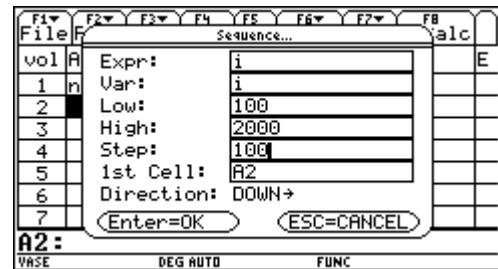 F1 F2 F3 F4 F5 F6 F7 F8
File alc
Sequence...
vol A E
Expr: i
1 n
Var: i
2
Low: 100
3
High: 2000
4
Step: 100
5
1st Cell: A2
6
Direction: DOWN→
7
Enter=OK ESC=CANCEL
A2:
VASE DEG AUTO FUNC